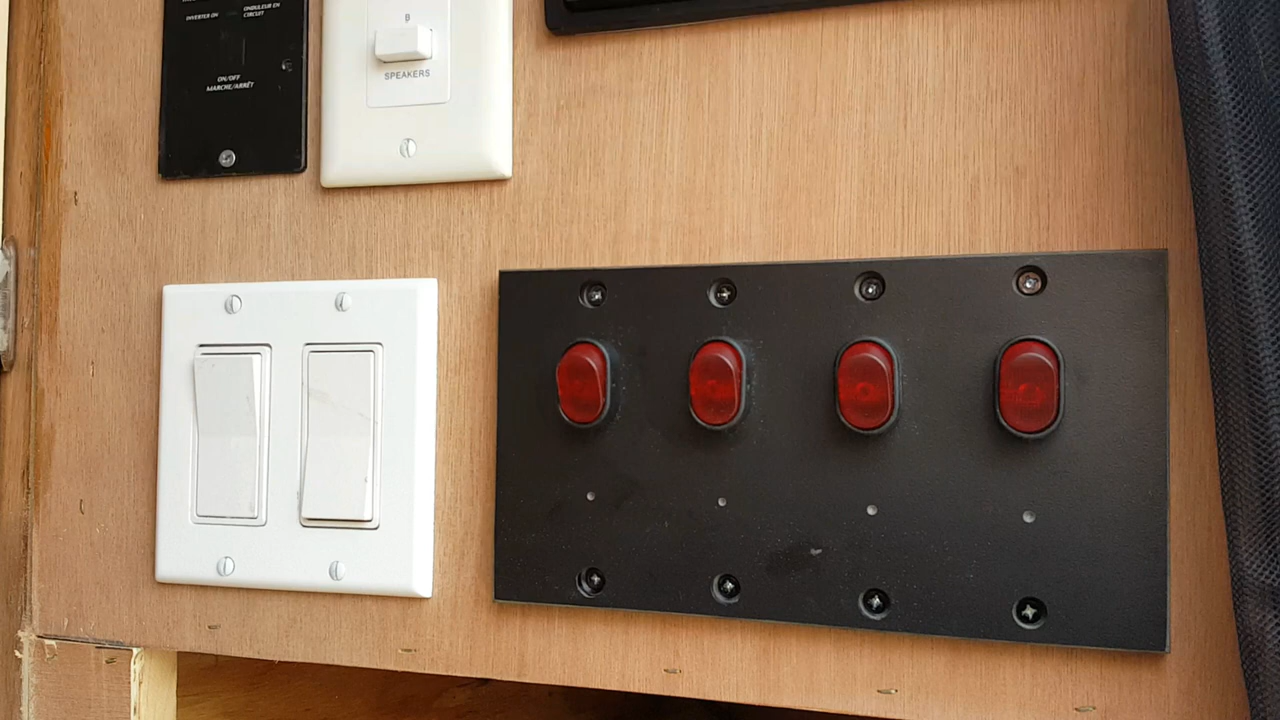 INVERTER ON
ONDULEUR EN
CIRCUIT
ON/OFF
MARCHE/ARRÊT
B
SPEAKERS